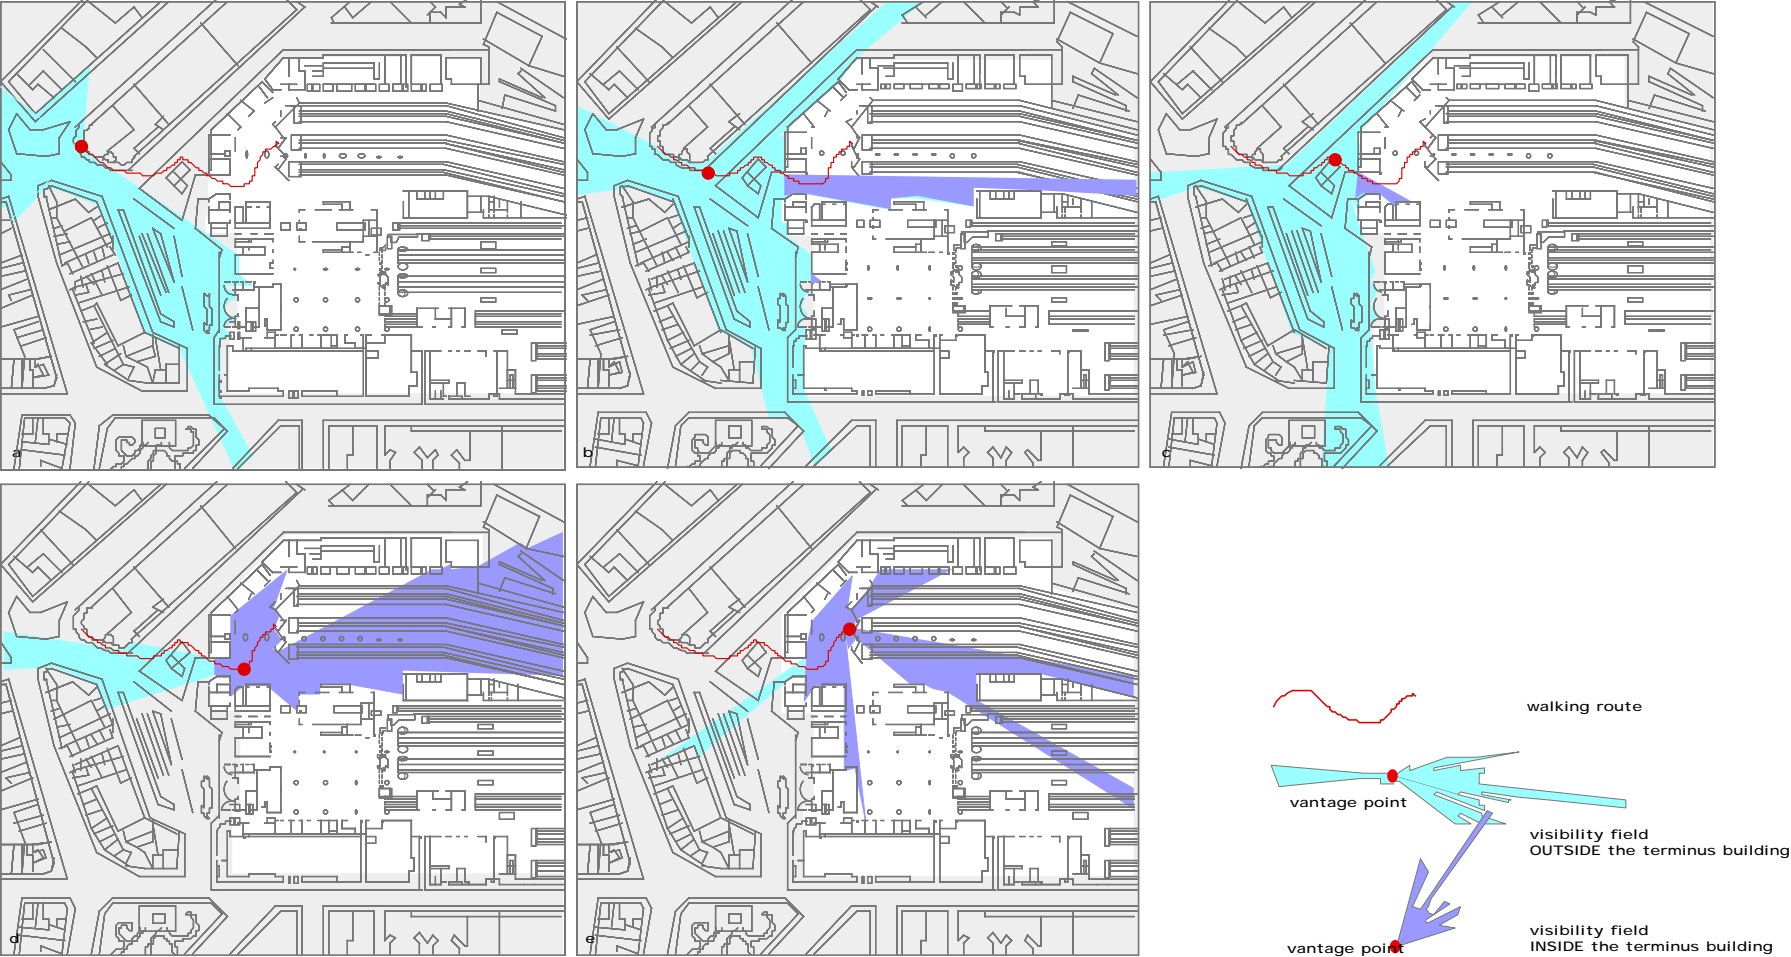 a
b
c
d
e
walking route
vantage point
visibility field
OUTSIDE the terminus building
visibility field
INSIDE the terminus building
vantage point